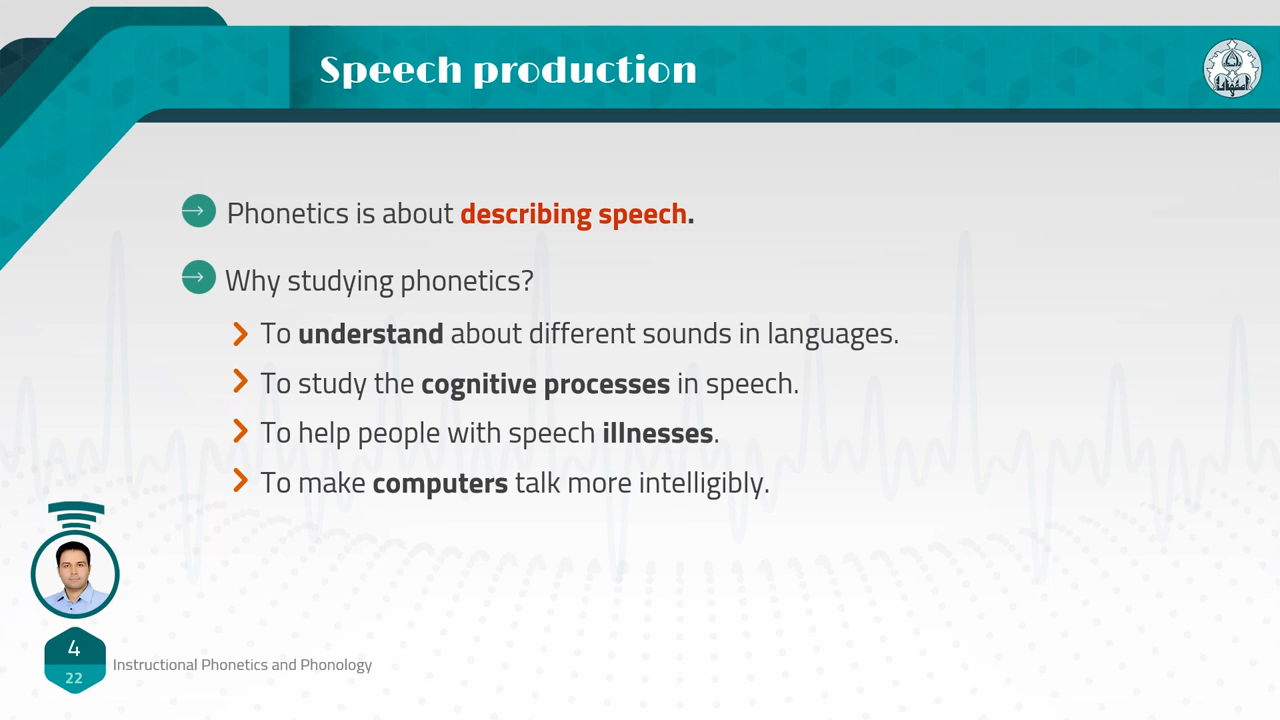 Speech production
Phonetics is about describing speech.
Why studying phonetics?
To understand about different sounds in languages.
To study the cognitive processes in speech.
To help people with speech illnesses.
To make computers talk more intelligibly.
4
22
Instructional Phonetics and Phonology